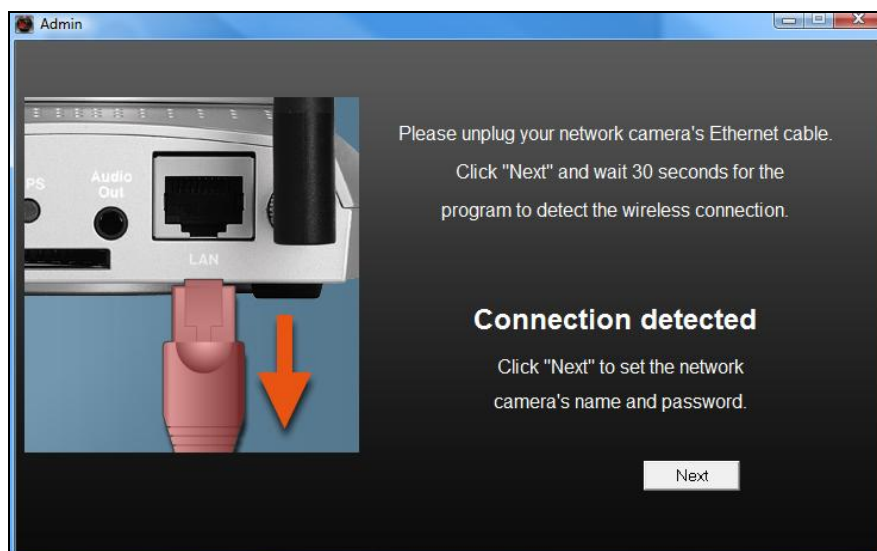 Admin
PS
Audio
Out
LAN
Please unplug your network camera's Ethernet cable.
Click "Next" and wait 30 seconds for the
program to detect the wireless connection.
Connection detected
Click "Next" to set the network
camera's name and password.
Next